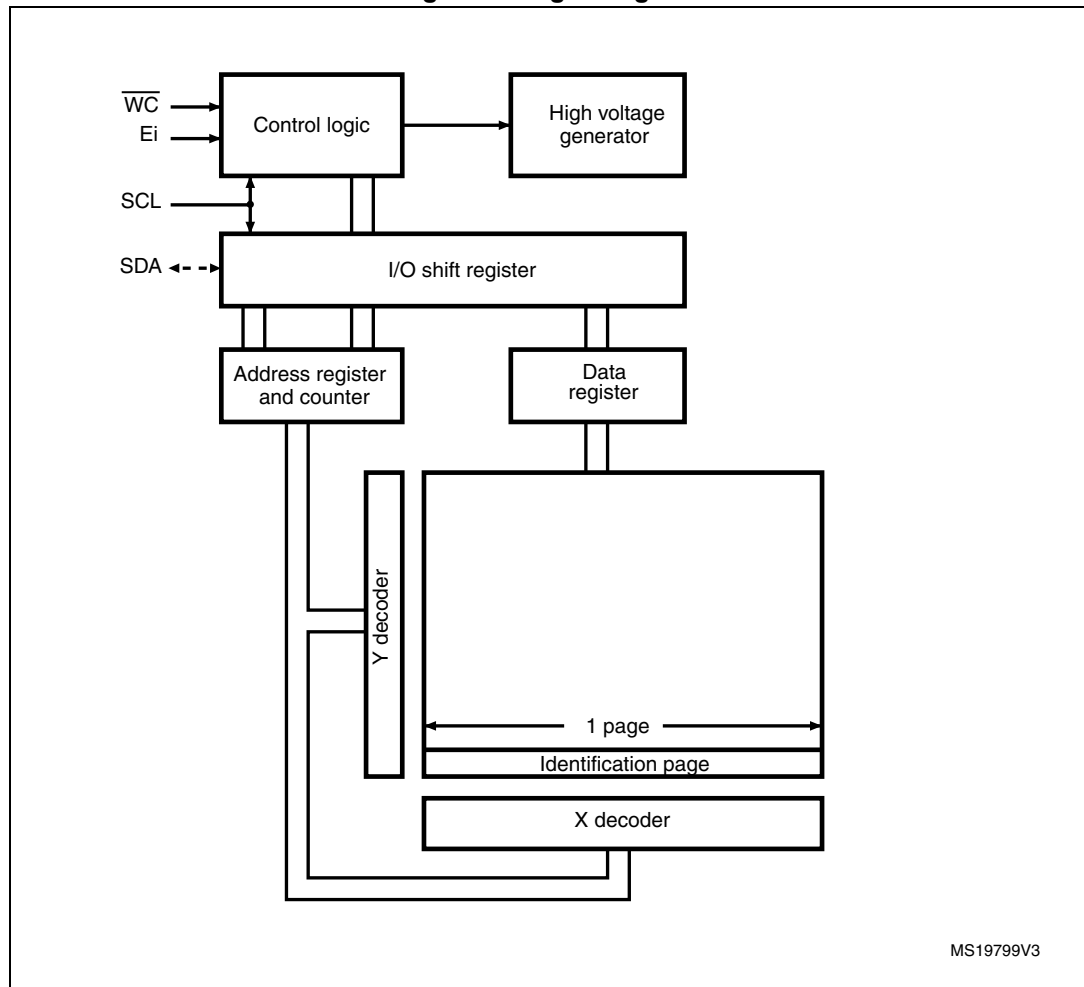 W̅C̅
Ei
SCL
SDA
Control logic
High voltage
generator
I/O shift register
Address register
and counter
Data
register
Y decoder
1 page
Identification page
X decoder
MS19799V3